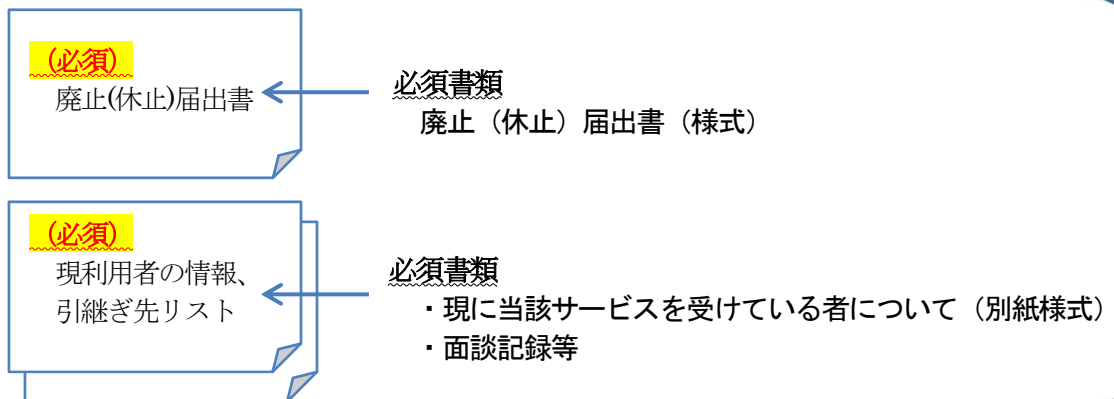 (必須)
廃止(休止)届出書
必須書類
廃止（休止）届出書（様式）
(必須)
現利用者の情報、
引継ぎ先リスト
必須書類
・現に当該サービスを受けている者について（別紙様式）
・面談記録等